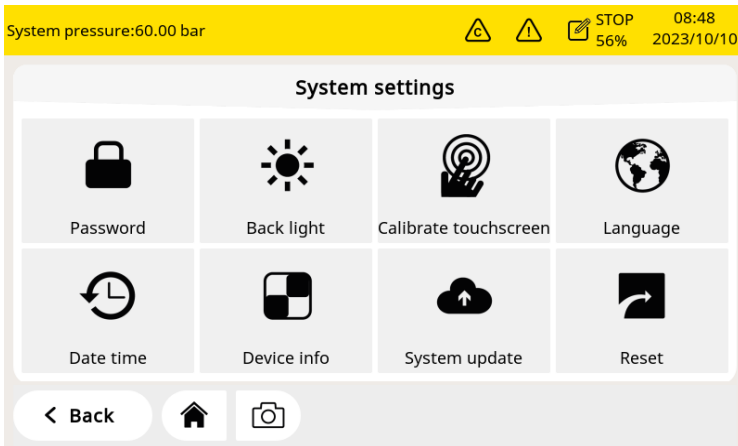 System pressure:60.00 bar
C
!
STOP
56%
08:48
2023/10/10
System settings
Password
Back light
Calibrate touchscreen
Language
Date time
Device info
System update
Reset
Back